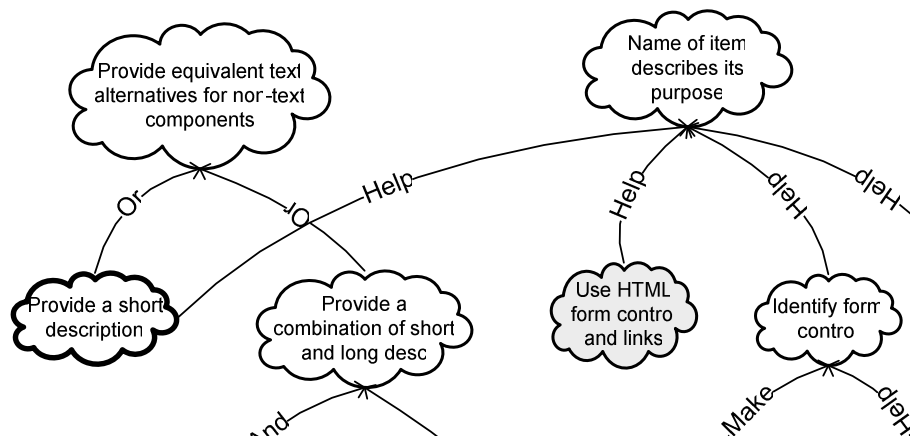 Provide equivalent text
alternatives for non-text
components
Name of item
describes its
purpose
Or
Or
Help
Help
Help
Help
Provide a short
description
Provide a
combination of short
and long desc
Use HTML
form contro
and links
Identify form
contro
And
Make
Help